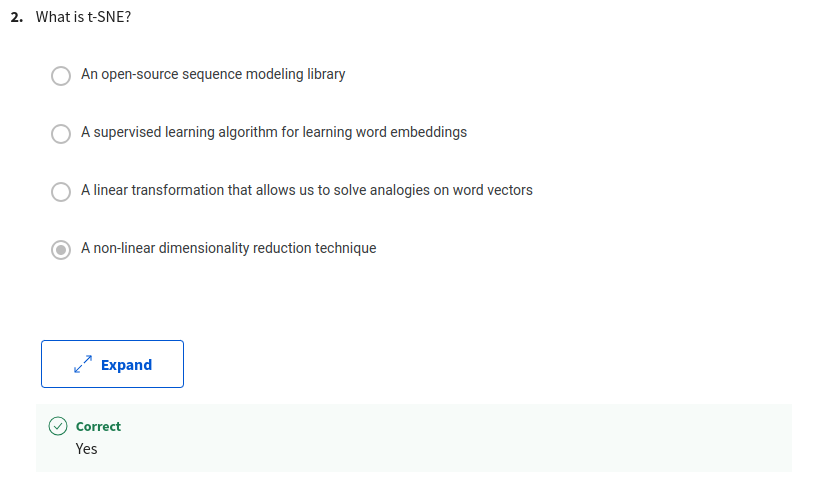 2. What is t-SNE?
An open-source sequence modeling library
A supervised learning algorithm for learning word embeddings
A linear transformation that allows us to solve analogies on word vectors
A non-linear dimensionality reduction technique
Expand
Correct
Yes